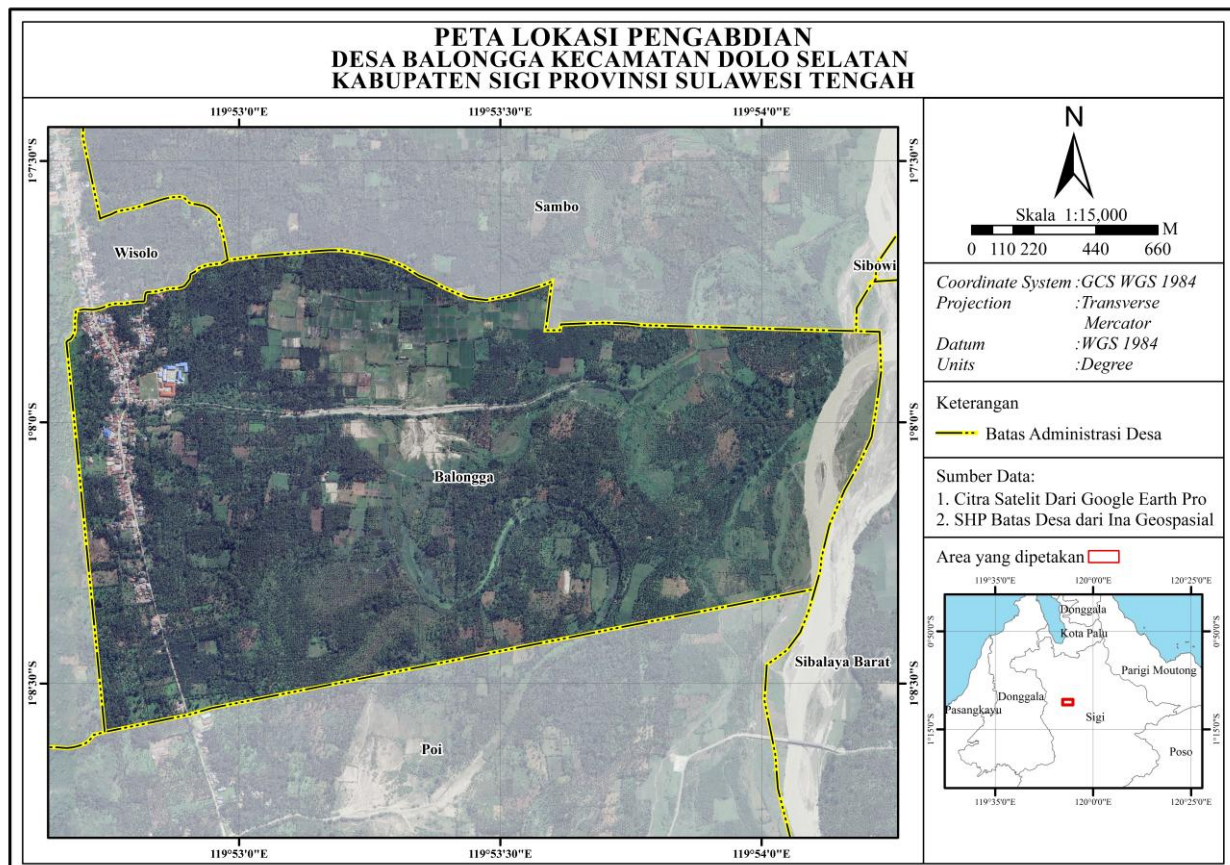 PETA LOKASI PENGABDIAN
DESA BALONGGA KECAMATAN DOLO SELATAN
KABUPATEN SIGI PROVINSI SULAWESI TENGAH
119°53'0"E 119°53'30"E 119°54'0"E
1°7'30"S 1°7'30"S
Sambo
Wisolo
Sibowi
1°8'0"S 1°8'0"S
Balongga
1°8'30"S 1°8'30"S
Sibalaya Barat
Poi
119°53'0"E 119°53'30"E 119°54'0"E
N
Skala 1:15,000
M
0 110 220 440 660
Coordinate System :GCS WGS 1984
Projection :Transverse
Mercator
Datum :WGS 1984
Units :Degree
Keterangan
Batas Administrasi Desa
Sumber Data:
1. Citra Satelit Dari Google Earth Pro
2. SHP Batas Desa dari Ina Geospasial
Area yang dipetakan
119°35'0"E 120°0'0"E 120°25'0"E
Donggala
0°50'0"S 0°50'0"S
Kota Palu
Parigi Moutong
Donggala
Pasangkayu
Sigi
1°15'0"S 1°15'0"S
Poso
119°35'0"E 120°0'0"E 120°25'0"E